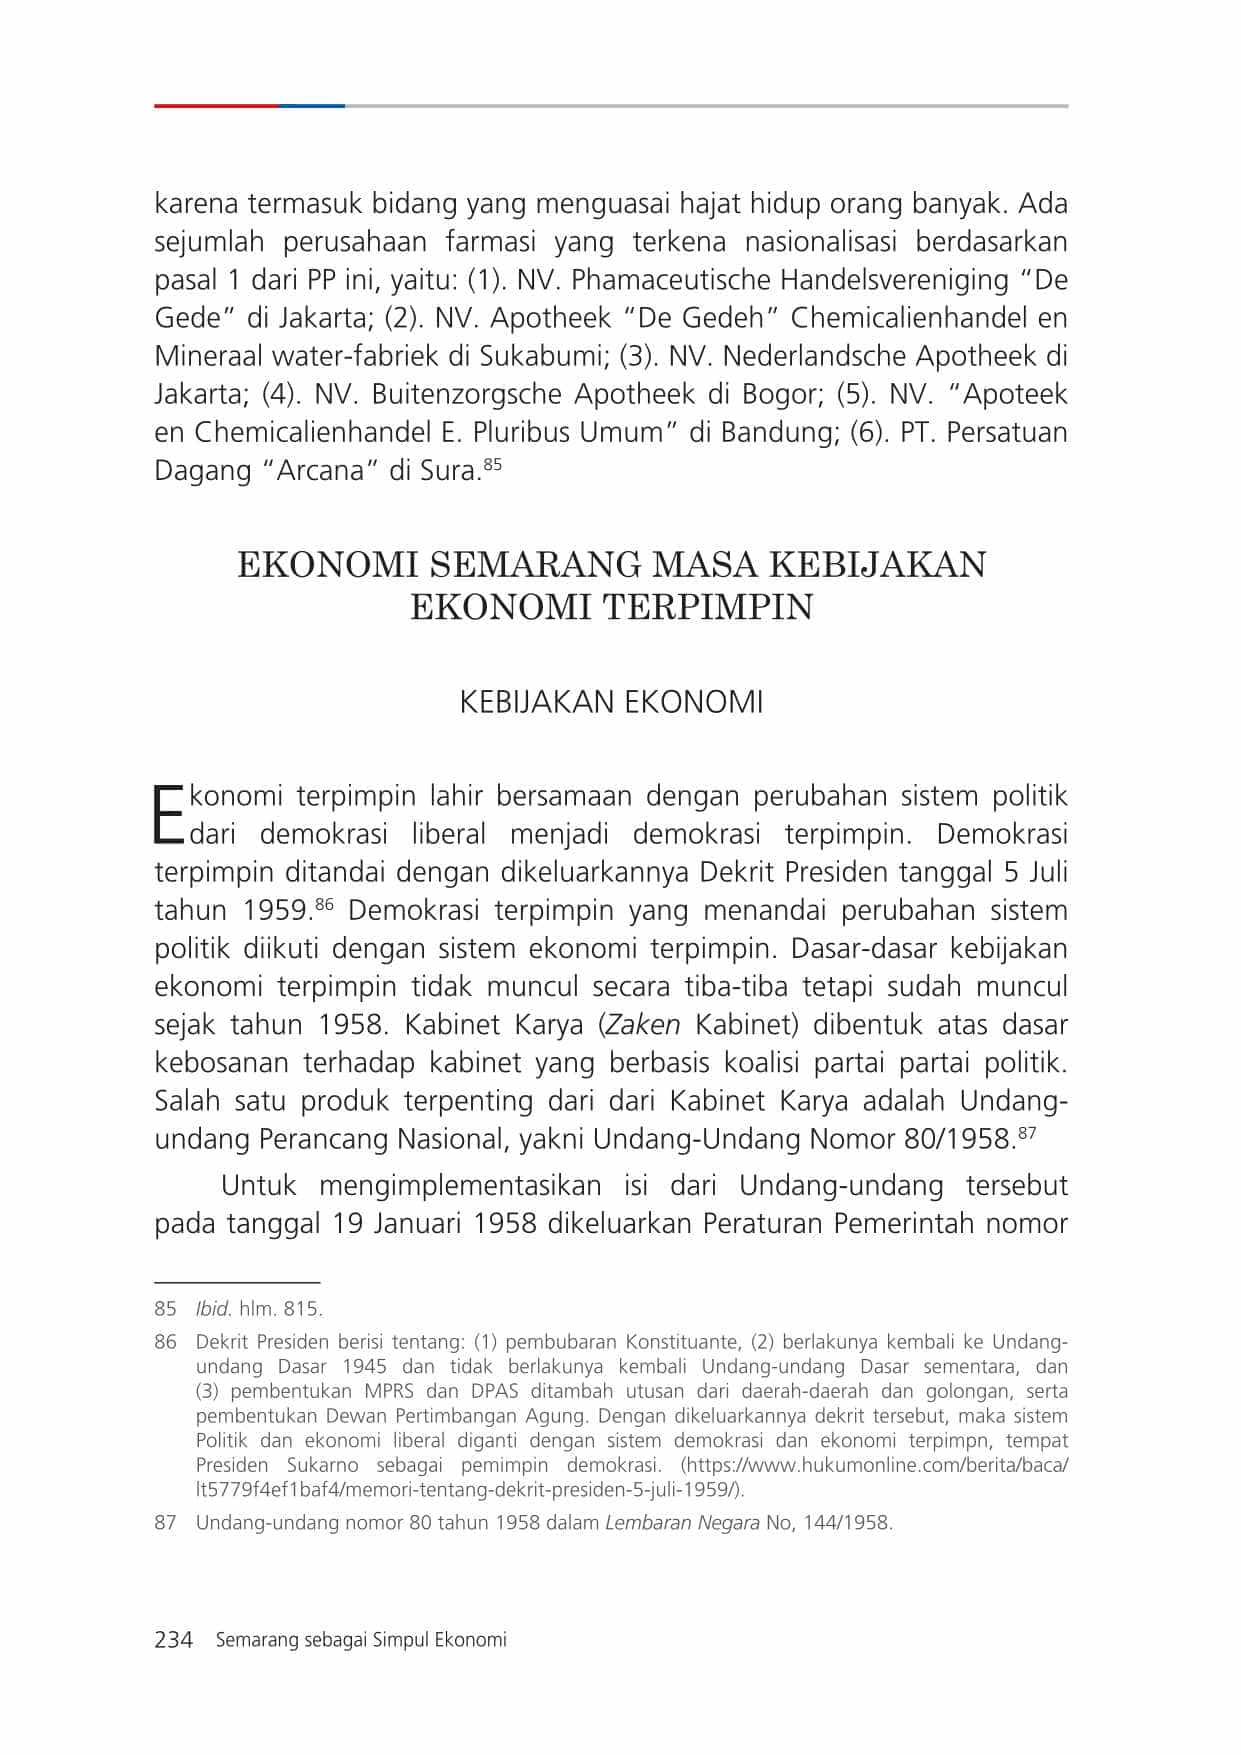 karena termasuk bidang yang menguasai hajat hidup orang banyak. Ada
sejumlah perusahaan farmasi yang terkena nasionalisasi berdasarkan
pasal 1 dari PP ini, yaitu: (1). NV. Phamaceutische Handelsvereniging “De
Gede” di Jakarta; (2). NV. Apotheek “De Gedeh” Chemicalienhandel en
Mineraal water-fabriek di Sukabumi; (3). NV. Nederlandsche Apotheek di
Jakarta; (4). NV. Buitenzorgsche Apotheek di Bogor; (5). NV. “Apoteek
en Chemicalienhandel E. Pluribus Umum” di Bandung; (6). PT. Persatuan
Dagang “Arcana” di Sura.85
EKONOMI SEMARANG MASA KEBIJAKAN
EKONOMI TERPIMPIN
KEBIJAKAN EKONOMI
Ekonomi terpimpin lahir bersamaan dengan perubahan sistem politik
dari demokrasi liberal menjadi demokrasi terpimpin. Demokrasi
terpimpin ditandai dengan dikeluarkannya Dekrit Presiden tanggal 5 Juli
tahun 1959.86 Demokrasi terpimpin yang menandai perubahan sistem
politik diikuti dengan sistem ekonomi terpimpin. Dasar-dasar kebijakan
ekonomi terpimpin tidak muncul secara tiba-tiba tetapi sudah muncul
sejak tahun 1958. Kabinet Karya (Zaken Kabinet) dibentuk atas dasar
kebosanan terhadap kabinet yang berbasis koalisi partai partai politik.
Salah satu produk terpenting dari dari Kabinet Karya adalah Undang-
undang Perancang Nasional, yakni Undang-Undang Nomor 80/1958.87
Untuk mengimplementasikan isi dari Undang-undang tersebut
pada tanggal 19 Januari 1958 dikeluarkan Peraturan Pemerintah nomor
85 Ibid. hlm. 815.
86 Dekrit Presiden berisi tentang: (1) pembubaran Konstituante, (2) berlakunya kembali ke Undang-
undang Dasar 1945 dan tidak berlakunya kembali Undang-undang Dasar sementara, dan
(3) pembentukan MPRS dan DPAS ditambah utusan dari daerah-daerah dan golongan, serta
pembentukan Dewan Pertimbangan Agung. Dengan dikeluarkannya dekrit tersebut, maka sistem
Politik dan ekonomi liberal diganti dengan sistem demokrasi dan ekonomi terpimpn, tempat
Presiden Sukarno sebagai pemimpin demokrasi. (https://www.hukumonline.com/berita/baca/
lt5779f4ef1baf4/memori-tentang-dekrit-presiden-5-juli-1959/).
87 Undang-undang nomor 80 tahun 1958 dalam Lembaran Negara No, 144/1958.
234 Semarang sebagai Simpul Ekonomi